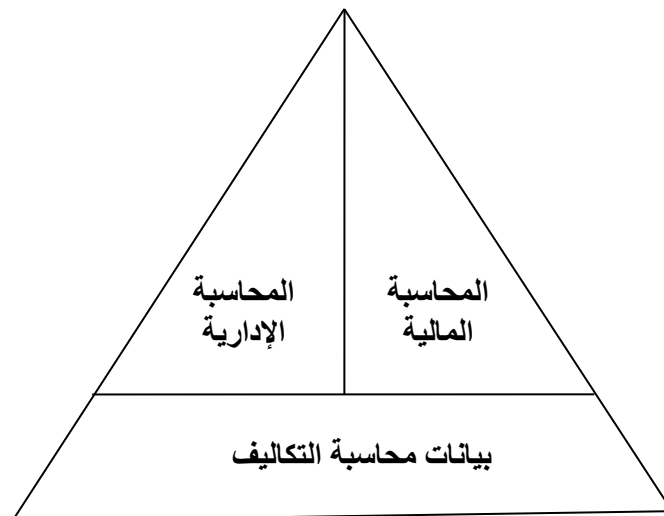 المحاسبة
المالية
المحاسبة
الإدارية
بيانات محاسبة التكاليف